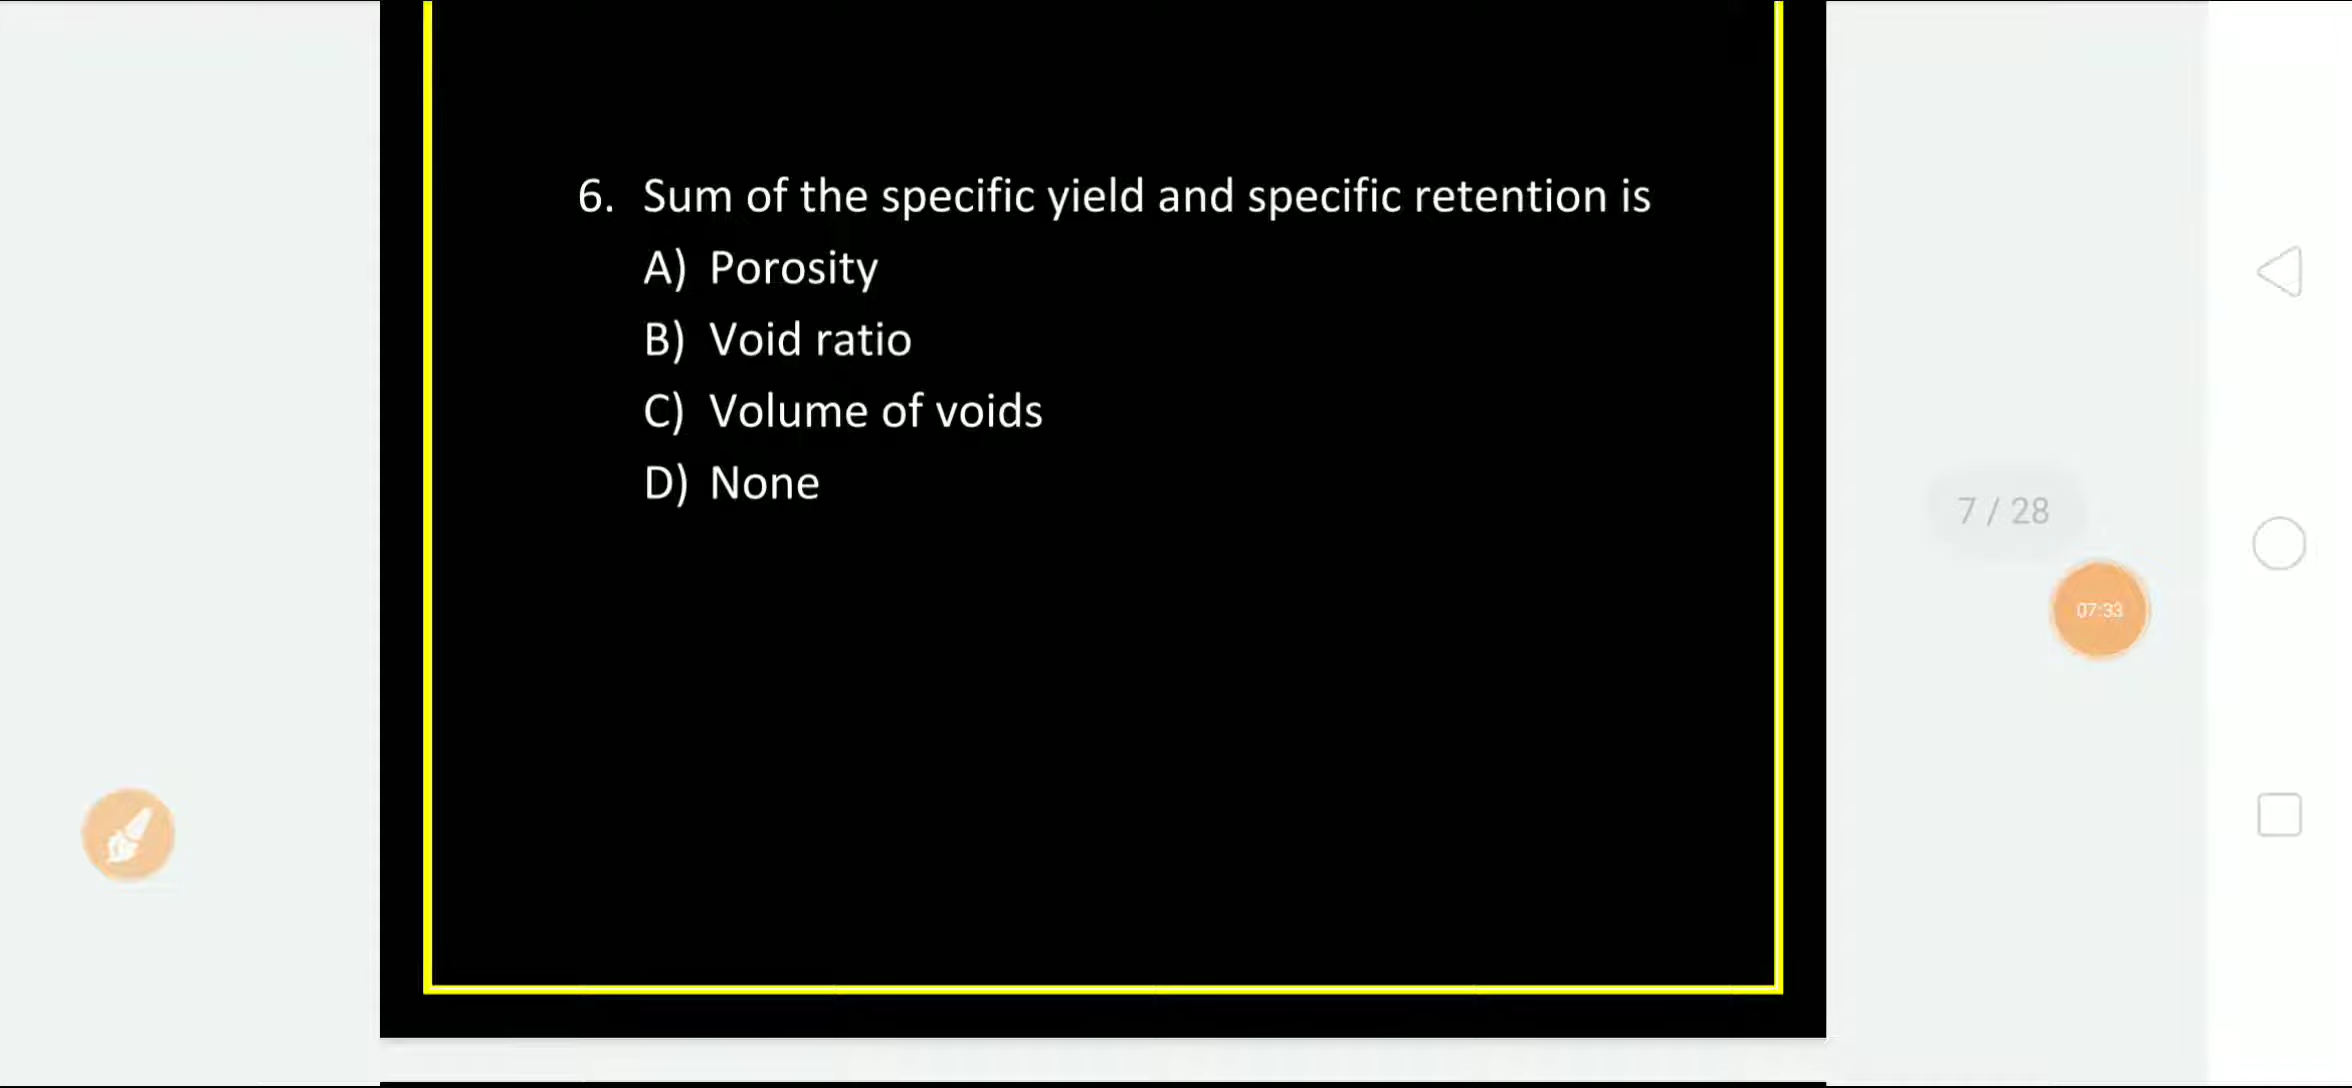 6. Sum of the specific yield and specific retention is
A) Porosity
B) Void ratio
C) Volume of voids
D) None
7 / 28
07:33